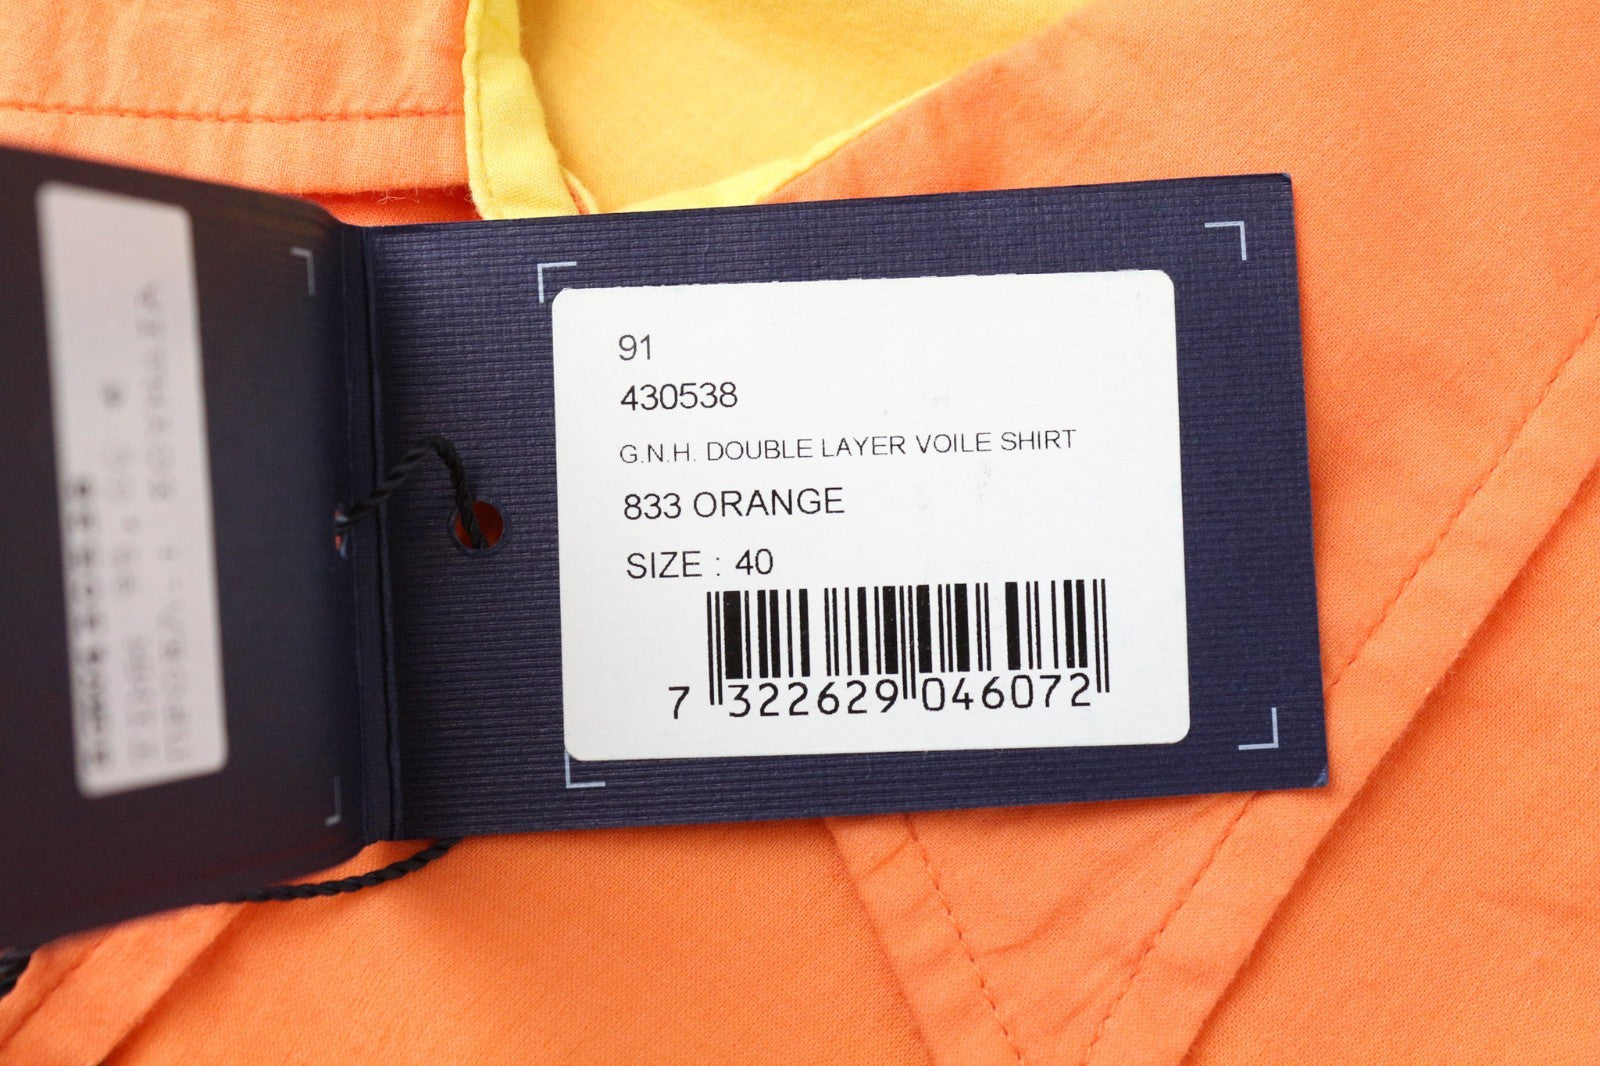 91
430538
G.N.H. DOUBLE LAYER VOILE SHIRT
833 ORANGE
SIZE : 40
7 322629 046072